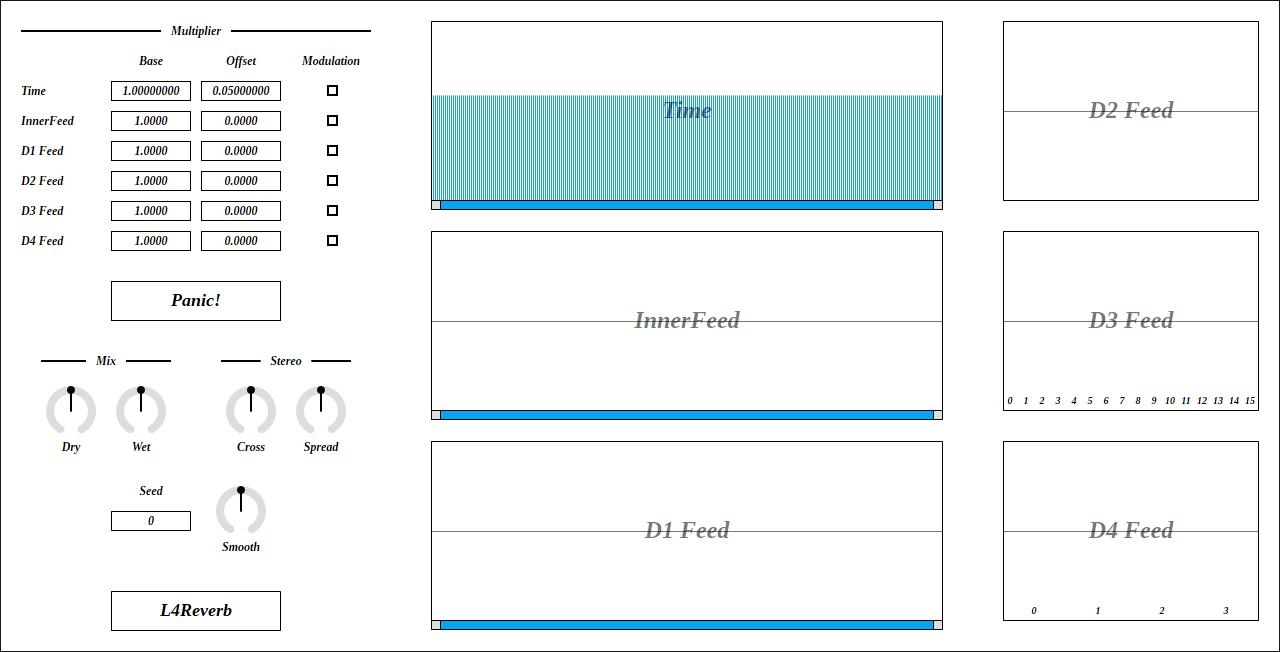 Multiplier
Base Offset Modulation
Time 1.00000000 0.05000000
InnerFeed 1.0000 0.0000
D1 Feed 1.0000 0.0000
D2 Feed 1.0000 0.0000
D3 Feed 1.0000 0.0000
D4 Feed 1.0000 0.0000
Panic!
Mix Stereo
Dry Wet Cross Spread
Seed
0
Smooth
L4Reverb
Time
InnerFeed
D1 Feed
D2 Feed
D3 Feed
0 1 2 3 4 5 6 7 8 9 10 11 12 13 14 15
D4 Feed
0 1 2 3